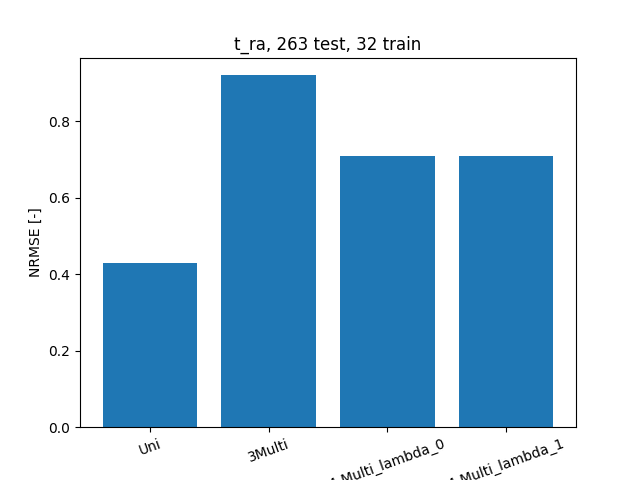 t_ra, 263 test, 32 train
NRMSE [-]
0.8
0.6
0.4
0.2
0.0
Uni
3Multi
Multi_lambda_0
Multi_lambda_1